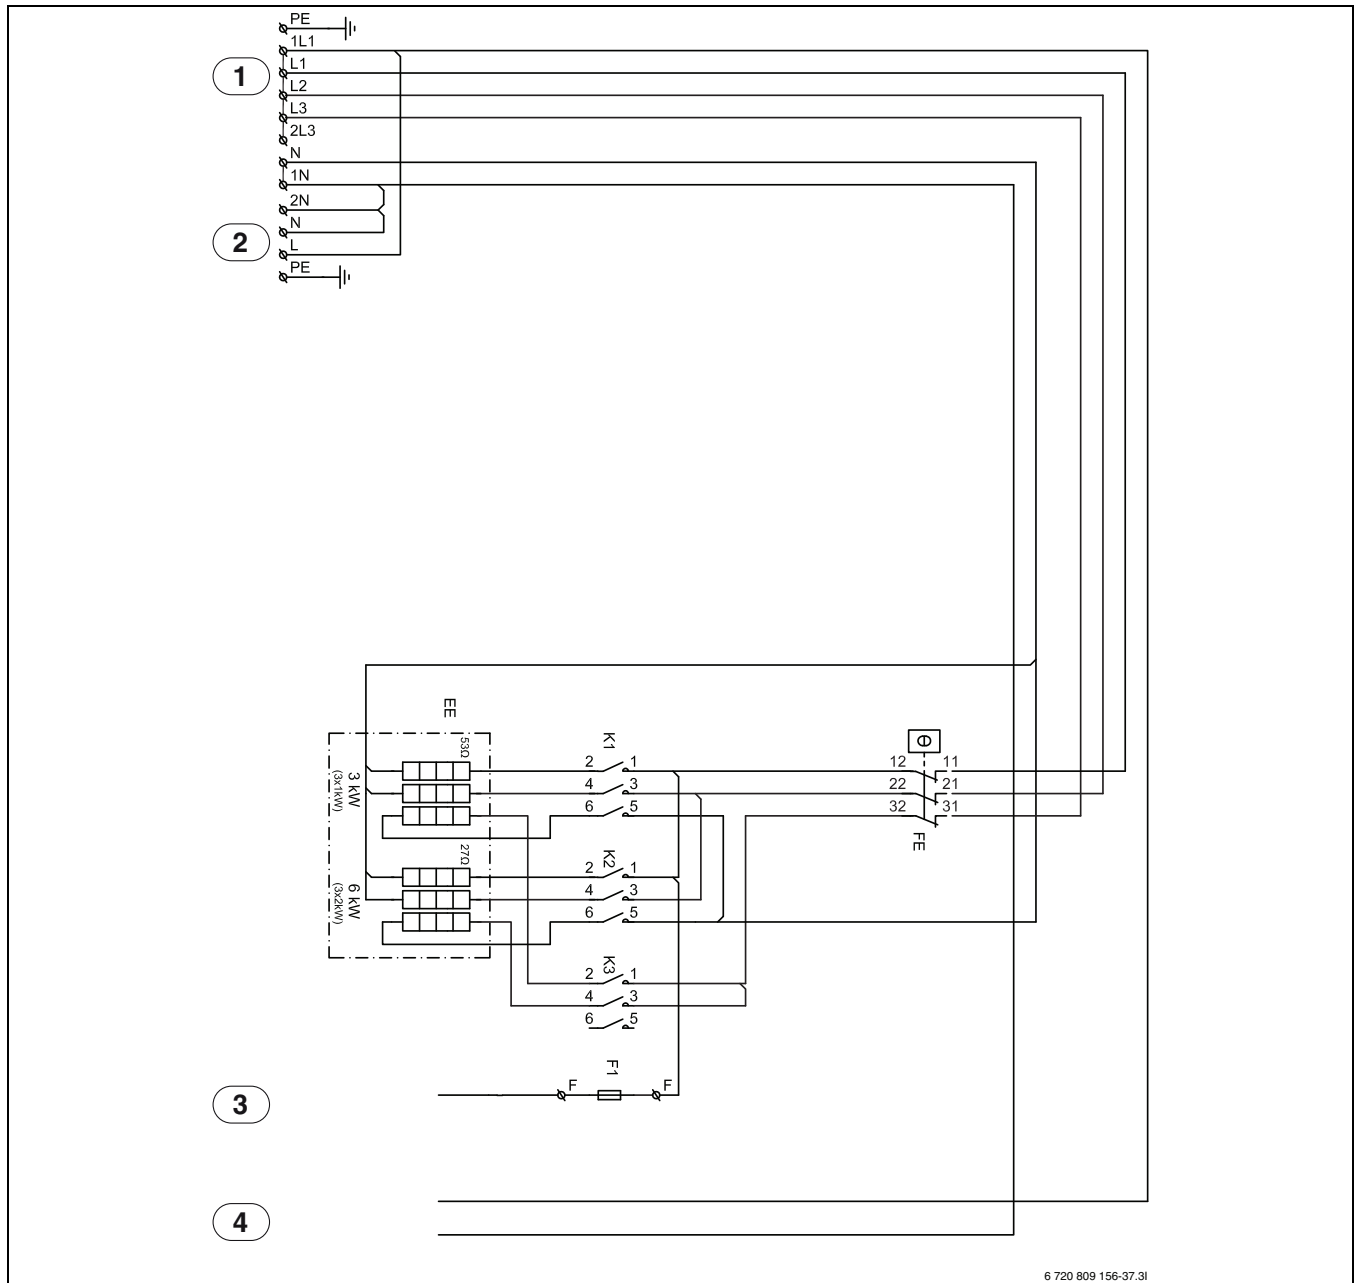 PE
1L1
1
L1
L2
L3
2L3
N
1N
2N
2
N
L
PE
EE
53Ω
3 kW
(3x1kW)
27Ω
6 kW
(3x2kW)
K1
2 1
4 3
6 5
K2
2 1
4 3
6 5
K3
2 1
4 3
6 5
Θ
12 11
22 21
32 31
FE
F1
F F
3
4
6 720 809 156-37.3I